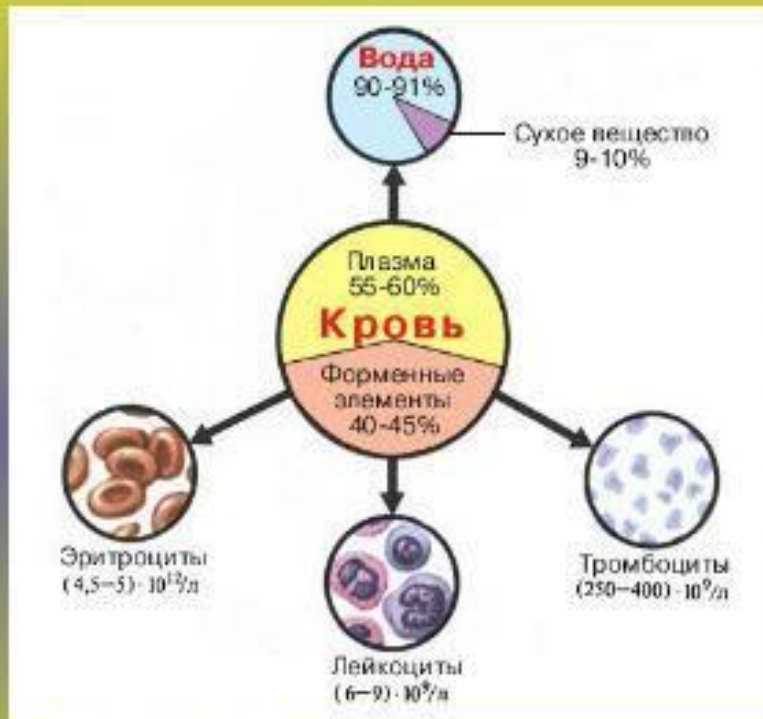 Вода
90-91%
Сухое вещество
9-10%
Плазма
55-60%
Кровь
Форменные
элементы
40-45%
Эритроциты
(4,5–5)·10¹²/л
Тромбоциты
(250–400)·10⁹/л
Лейкоциты
(6–9)·10⁹/л